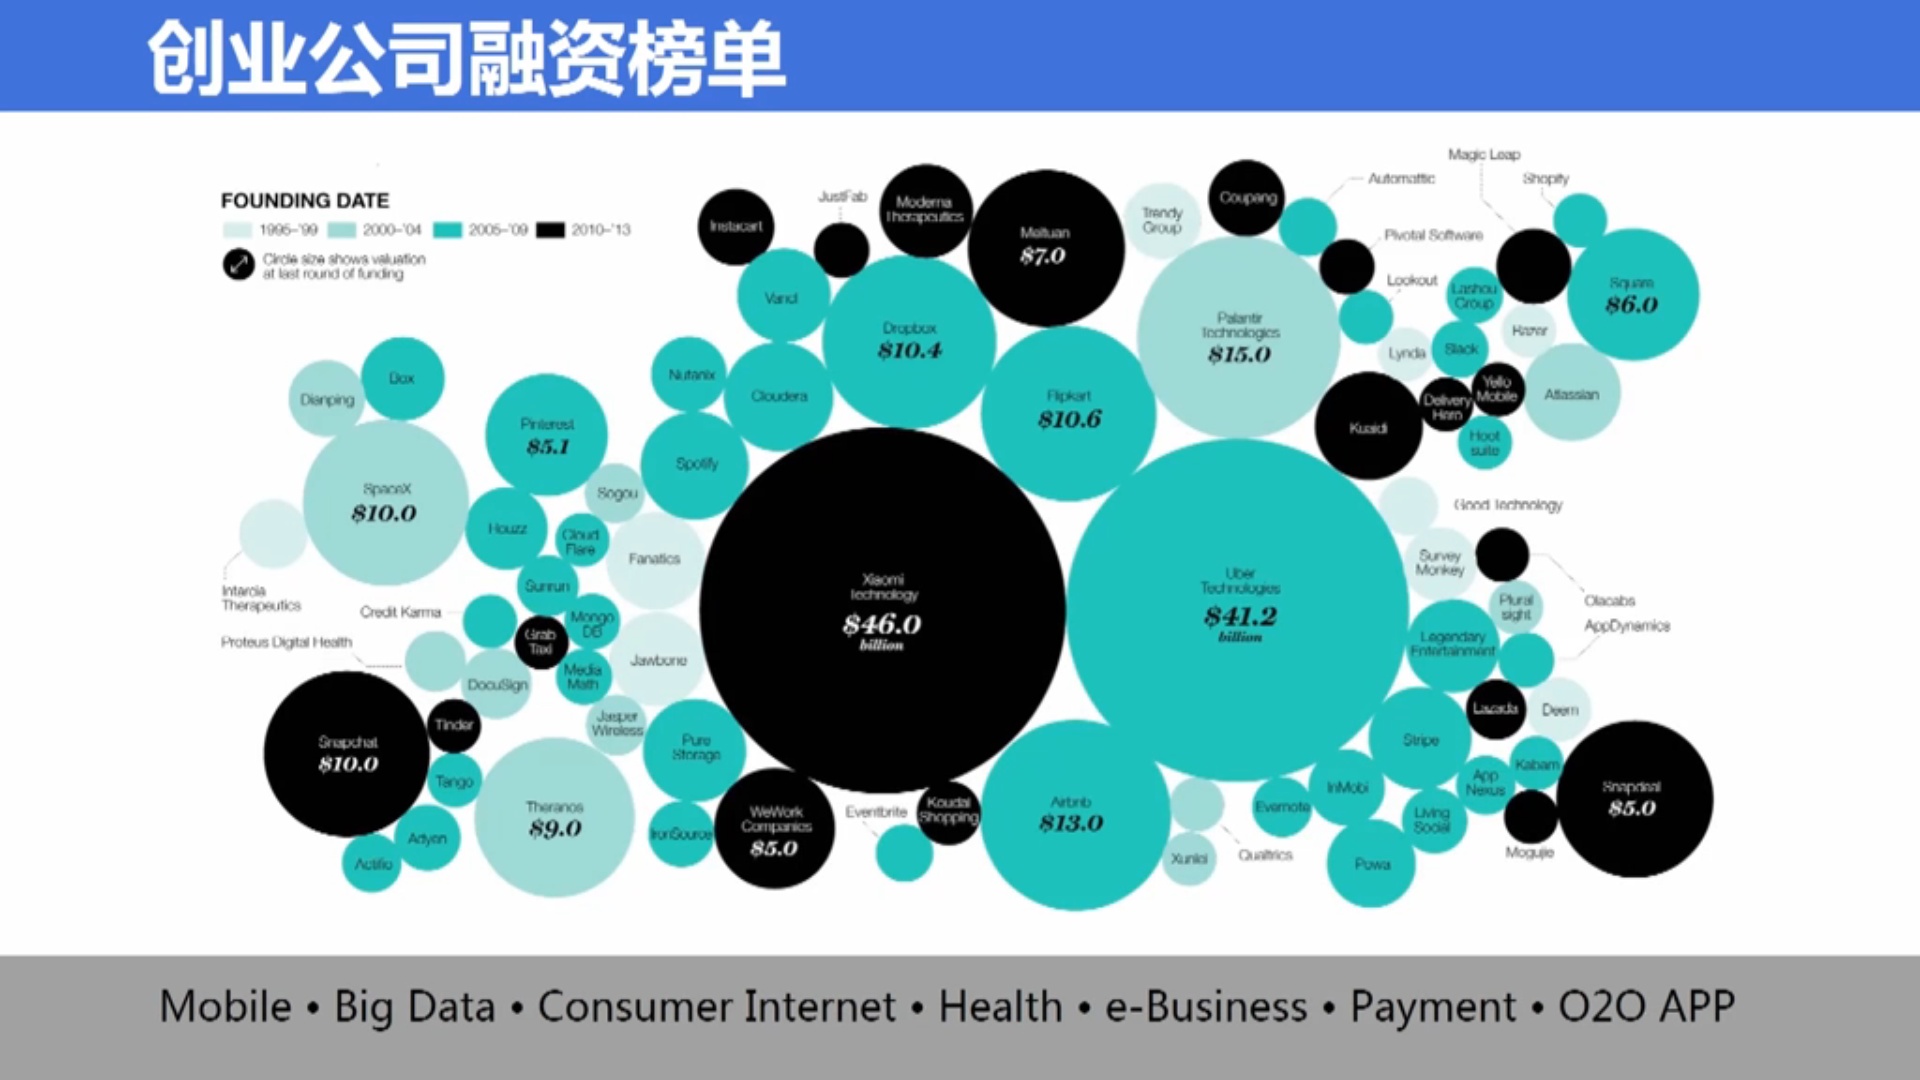 创业公司融资榜单
FOUNDING DATE
1995-'99
2000-'04
2005-'09
2010-'13
Circle size shows valuation
at last round of funding
Instacart
JustFab
Moderna
Therapeutics
Meituan
$7.0
Trendy
Group
Coupang
Automattic
Magic Leap
Shopify
Pivotal Software
Lookout
Vancl
Dropbox
$10.4
Palantir
Technologies
$15.0
Lashou
Group
Square
$6.0
Razer
Lynda
Slack
Dianping
Box
Nutanix
Cloudera
Flipkart
$10.6
Kuaidi
Delivery
Hero
Yello
Mobile
Atlassian
Hoot
suite
Pinterest
$5.1
Spotify
SpaceX
$10.0
Sogou
Houzz
Cloud
Flare
Fanatics
Good Technology
Survey
Monkey
Intarcia
Therapeutics
Sunrun
Xiaomi
Technology
$46.0
billion
Uber
Technologies
$41.2
billion
Credit Karma
Mongo
DB
Plural
sight
Olacabs
AppDynamics
Proteus Digital Health
Grab
Taxi
Jawbone
Legendary
Entertainment
DocuSign
Media
Math
Tinder
Jasper
Wireless
Lazada
Deem
Snapchat
$10.0
Pure
Storage
Stripe
Tango
Kabam
App
Nexus
Snapdeal
$5.0
Theranos
$9.0
WeWork
Companies
$5.0
Eventbrite
Koudai
Shopping
Airbnb
$13.0
Evernote
InMobi
Living
Social
Adyen
IronSource
Actifio
Xunlei
Qualtrics
Powa
Mogujie
Mobile • Big Data • Consumer Internet • Health • e-Business • Payment • O2O APP